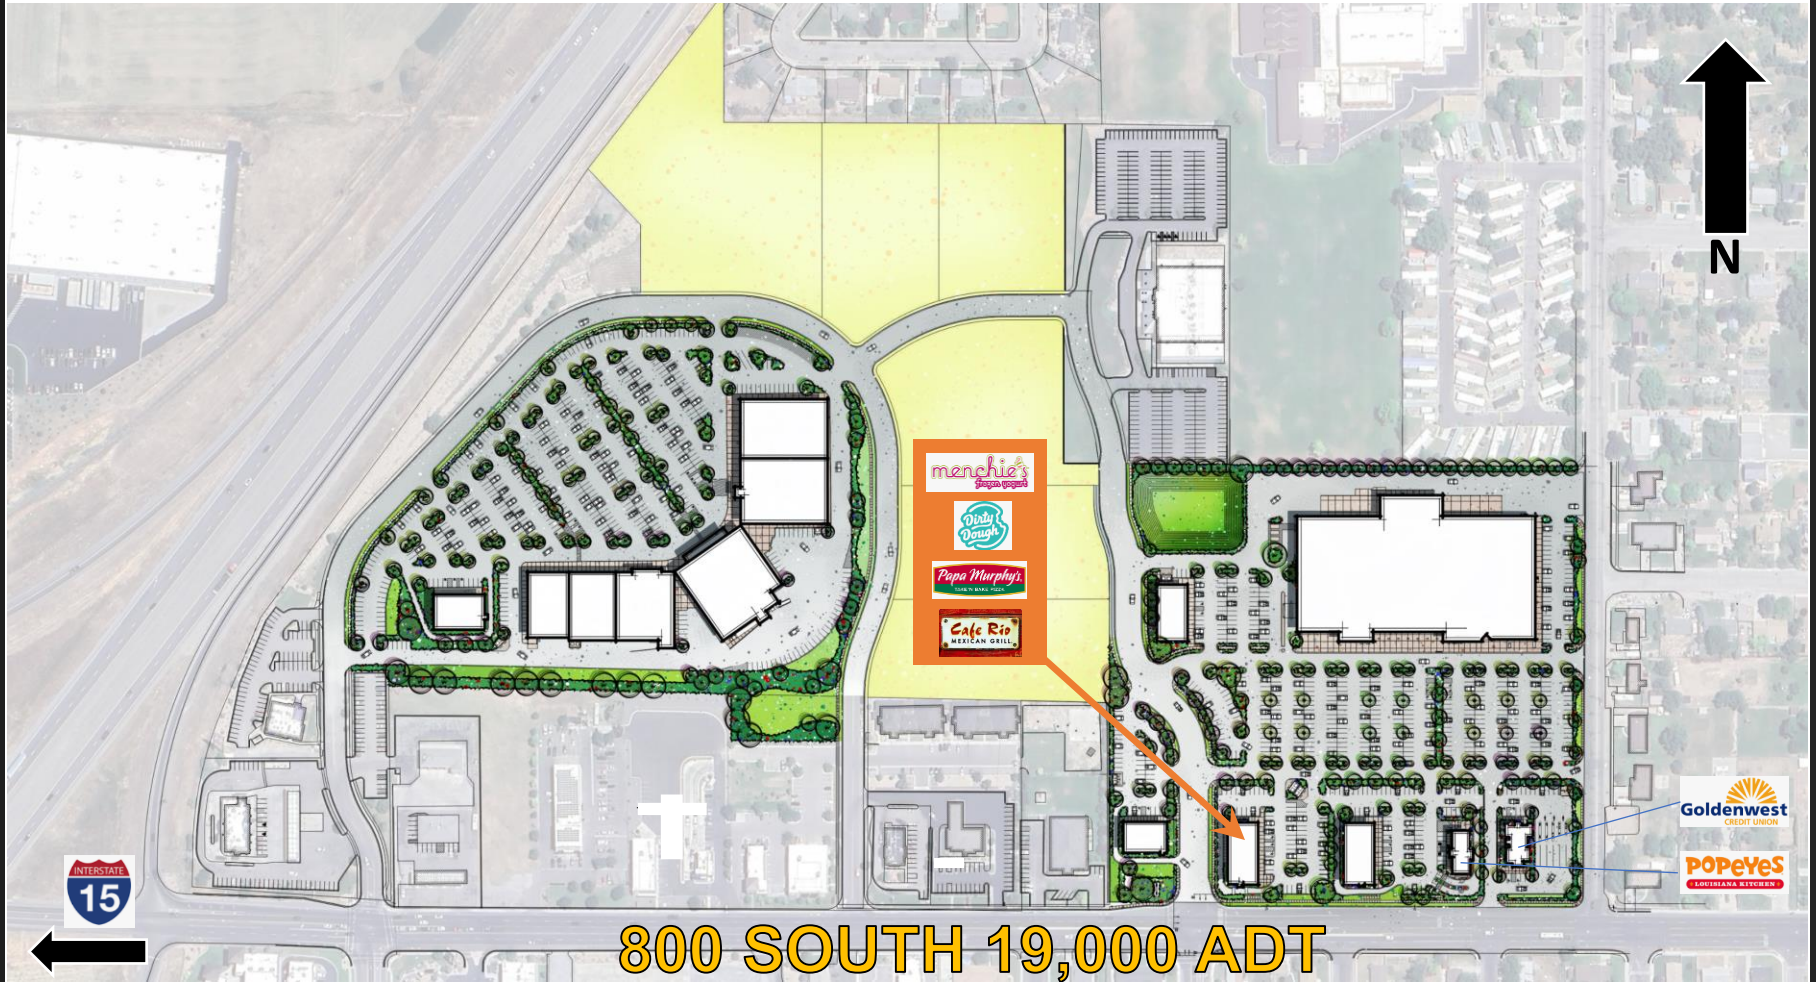 N
menchie's
frozen yogurt
Dirty
Dough
Papa Murphy's
TAKE 'N' BAKE PIZZA
Cafe Rio
MEXICAN GRILL
Goldenwest
CREDIT UNION
POPEYES
LOUISIANA KITCHEN
INTERSTATE
15
800 SOUTH 19,000 ADT